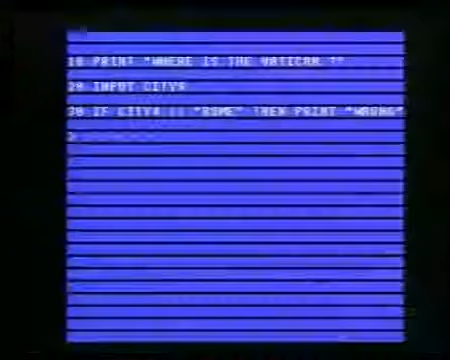 10 PRINT "WHERE IS THE VATICAN ?"
20 INPUT CITY$
30 IF CITY$ "ROME" THEN PRINT "WRONG"